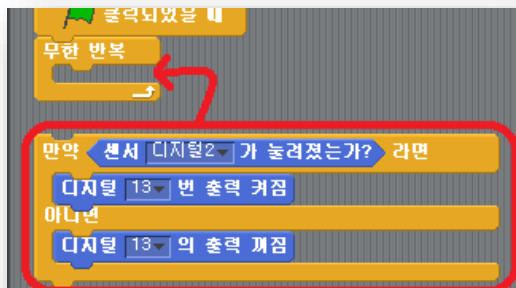 클릭되었을 때
무한 반복
만약 센서 디지털2 가 눌려졌는가? 라면
디지털 13 번 출력 켜짐
아니면
디지털 13 의 출력 꺼짐